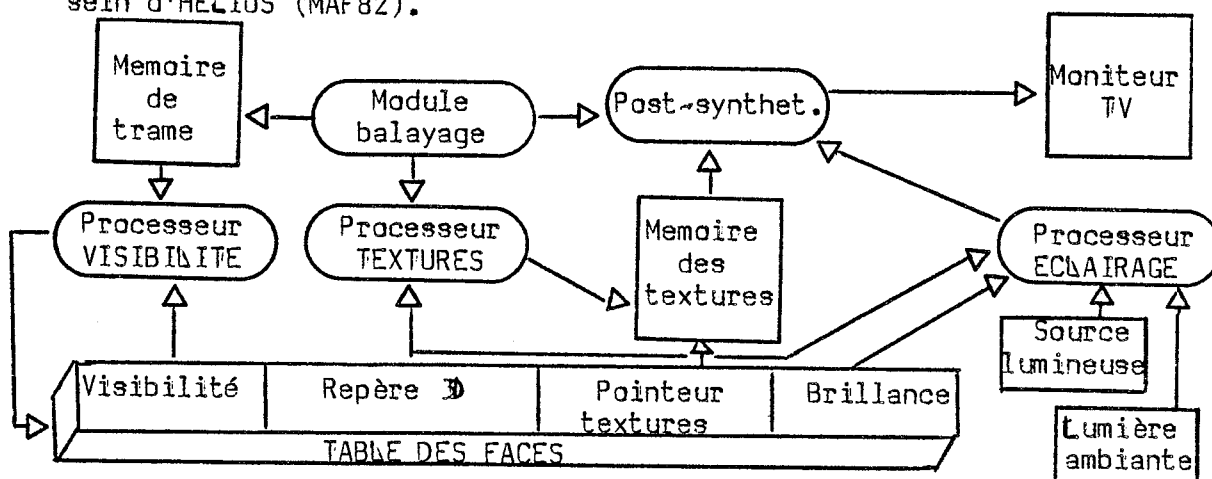 sein d'HELIOS (MAF82).
Memoire
de
trame
Module
balayage
Post-synthet.
Moniteur
TV
Processeur
VISIBILITE
Processeur
TEXTURES
Memoire
des
textures
Processeur
ECLAIRAGE
Source
lumineuse
Visibilité
Repère 3D
Pointeur
textures
Brillance
Lumière
ambiante
TABLE DES FACES